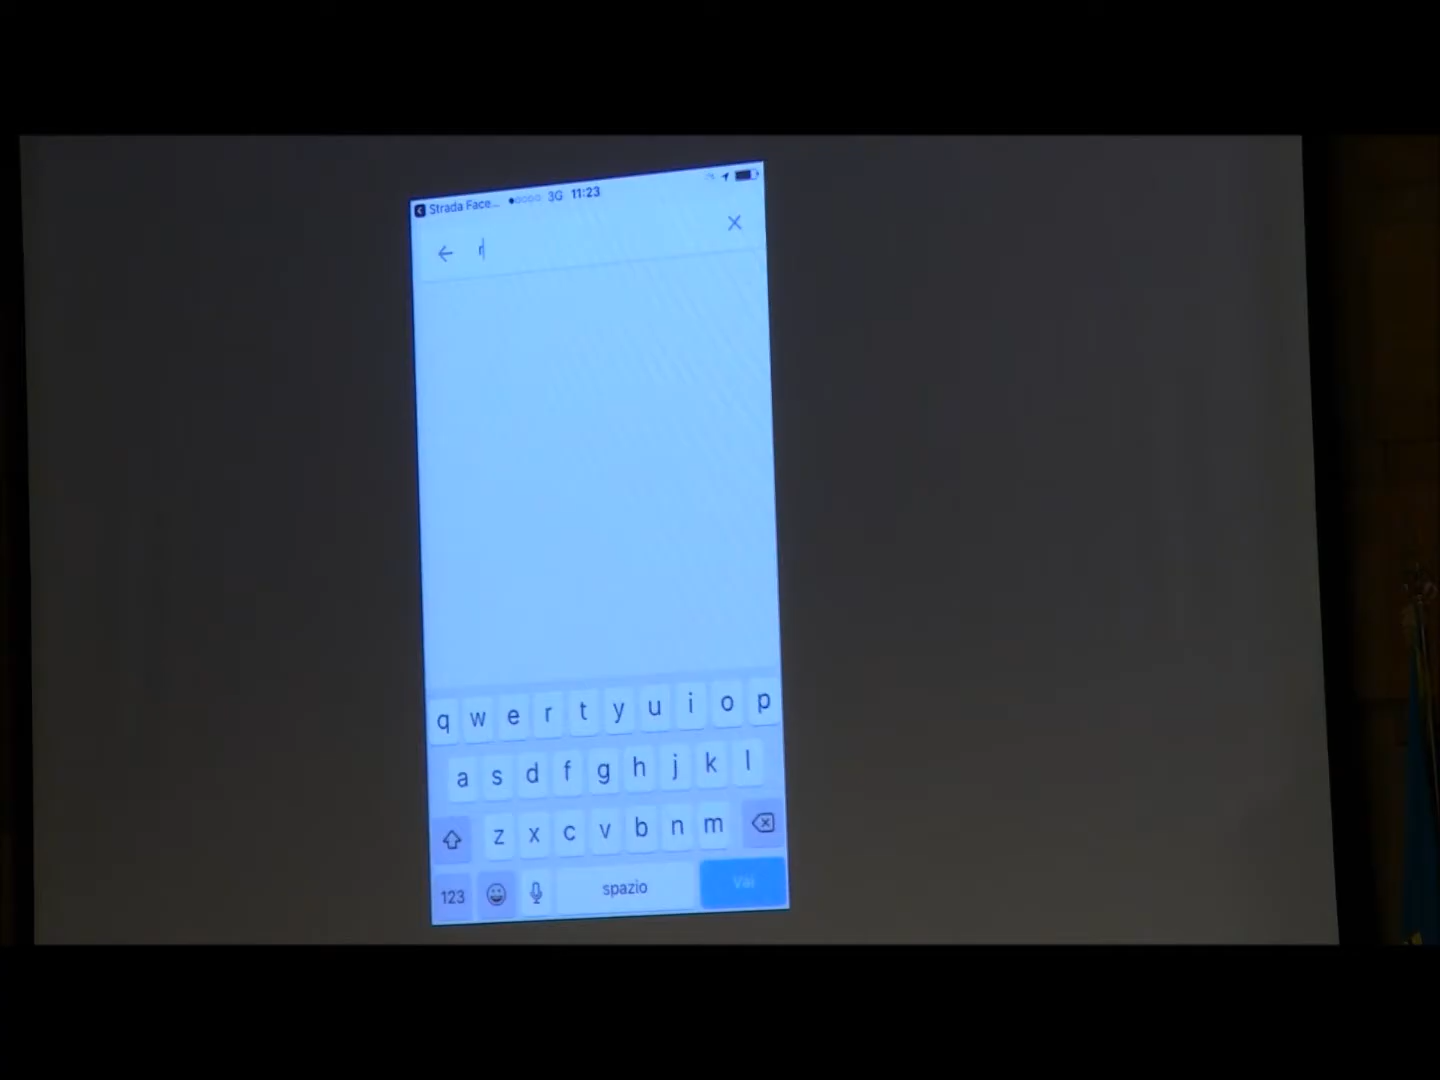 Strada Face... 3G 11:23
r
q w e r t y u i o p
a s d f g h j k l
z x c v b n m
123 spazio Vai